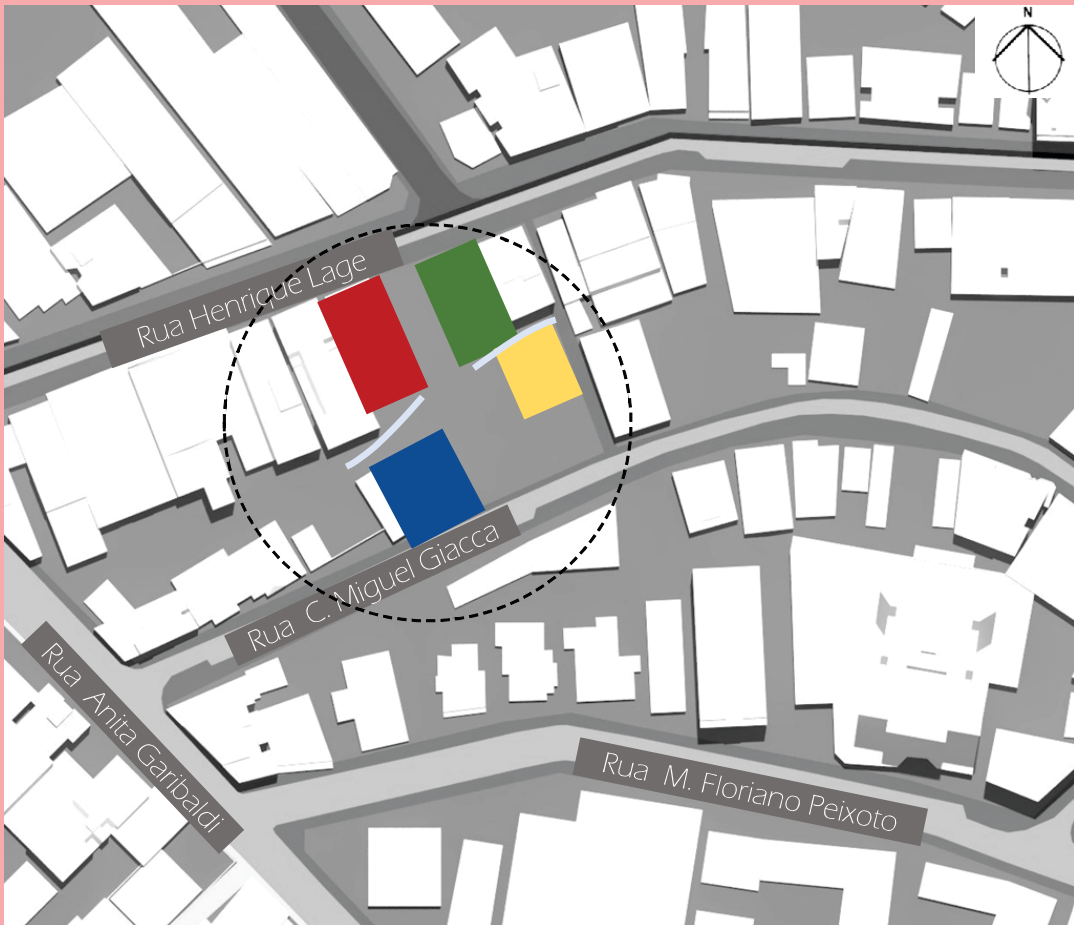 N
Rua Henrique Lage
Rua C. Miguel Giacca
Rua Anita Garibaldi
Rua M. Floriano Peixoto